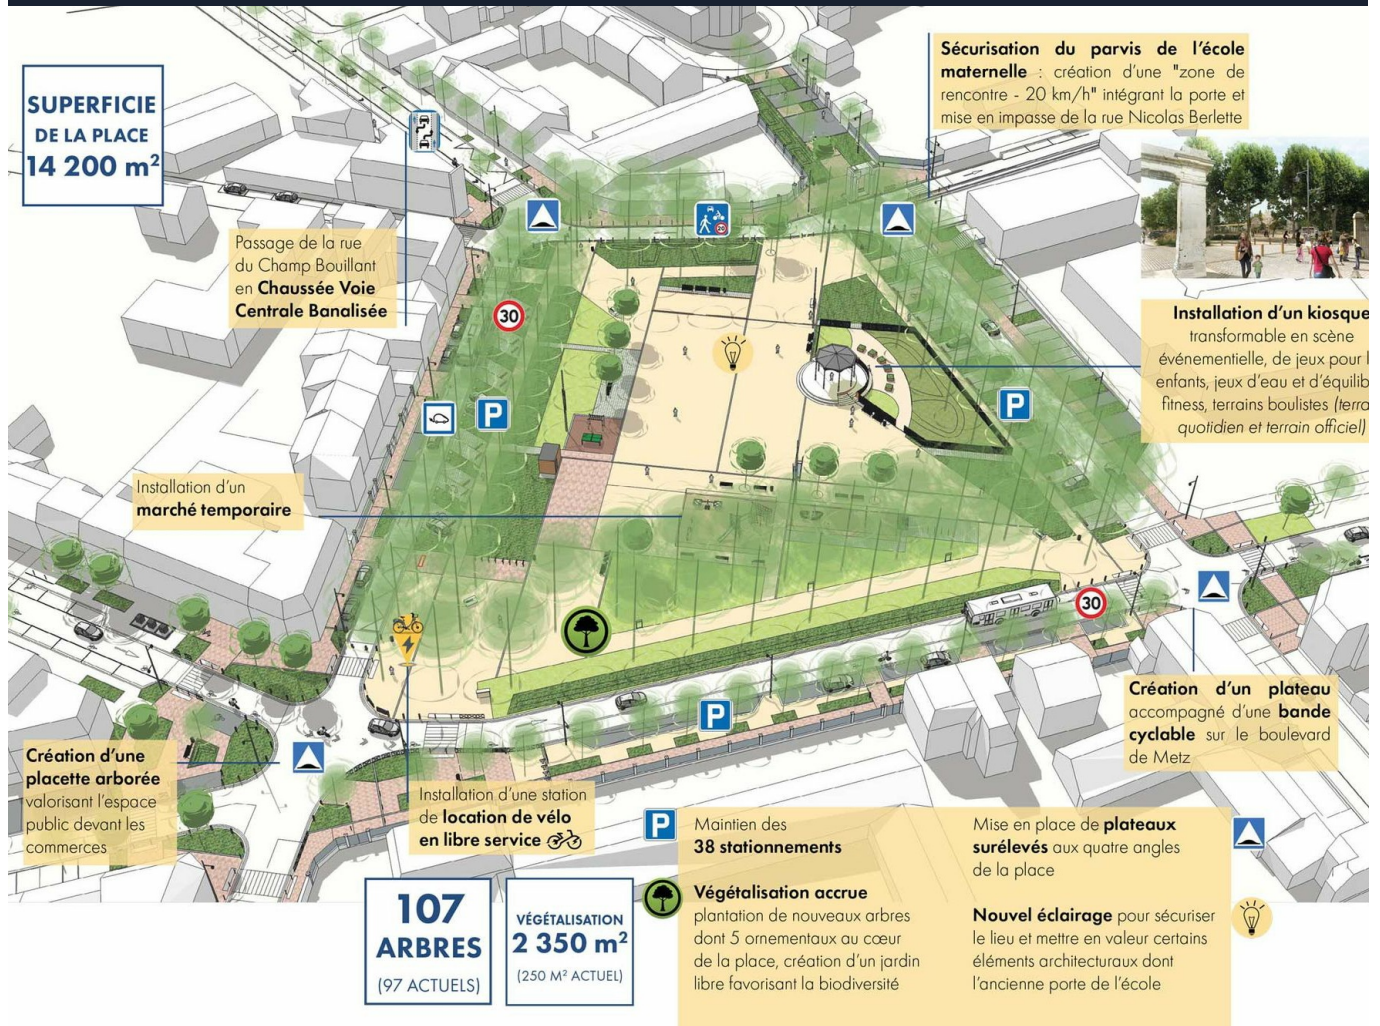 SUPERFICIE
DE LA PLACE
14 200 m²
Sécurisation du parvis de l'école
maternelle : création d'une "zone de
rencontre - 20 km/h" intégrant la porte et
mise en impasse de la rue Nicolas Berlette
Passage de la rue
du Champ Bouillant
en Chaussée Voie
Centrale Banalisée
30
P
P
Installation d'un kiosque
transformable en scène
événementielle, de jeux pour
enfants, jeux d'eau et
fitness, terrains boulistes
quotidien et terrain officiel)
Installation d'un
marché temporaire
30
P
Création d'un plateau
accompagné d'une bande
cyclable sur le boulevard
de Metz
Création d'une
placette arborée
valorisant l'espace
public devant les
commerces
Installation d'une station
de location de vélo
en libre service
P
Maintien des
38 stationnements
Végétalisation accrue
plantation de nouveaux arbres
dont 5 ornementaux au cœur
de la place, création d'un jardin
libre favorisant la biodiversité
Mise en place de plateaux
surélevés aux quatre angles
de la place
Nouvel éclairage pour sécuriser
le lieu et mettre en valeur certains
éléments architecturaux dont
l'ancienne porte de l'école
107
ARBRES
(97 ACTUELS)
VÉGÉTALISATION
2 350 m²
(250 M² ACTUEL)